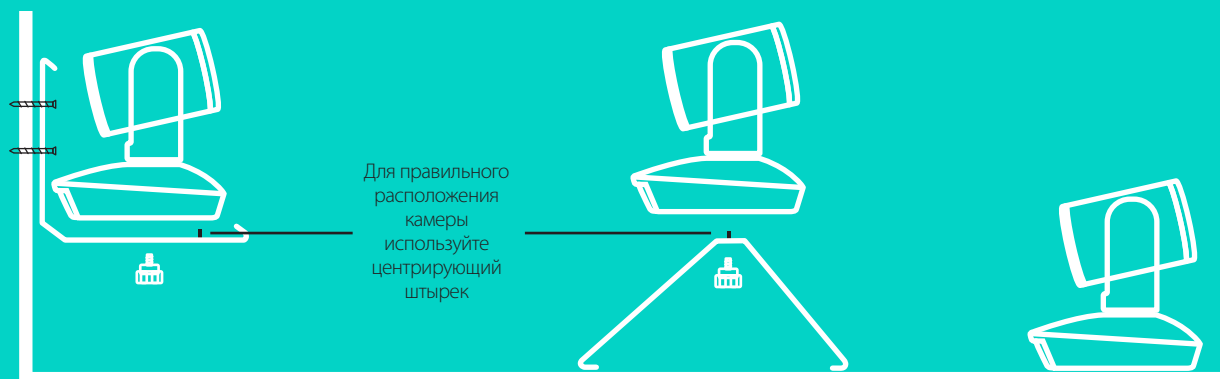 Для правильного
расположения
камеры
используйте
центрирующий
штырек